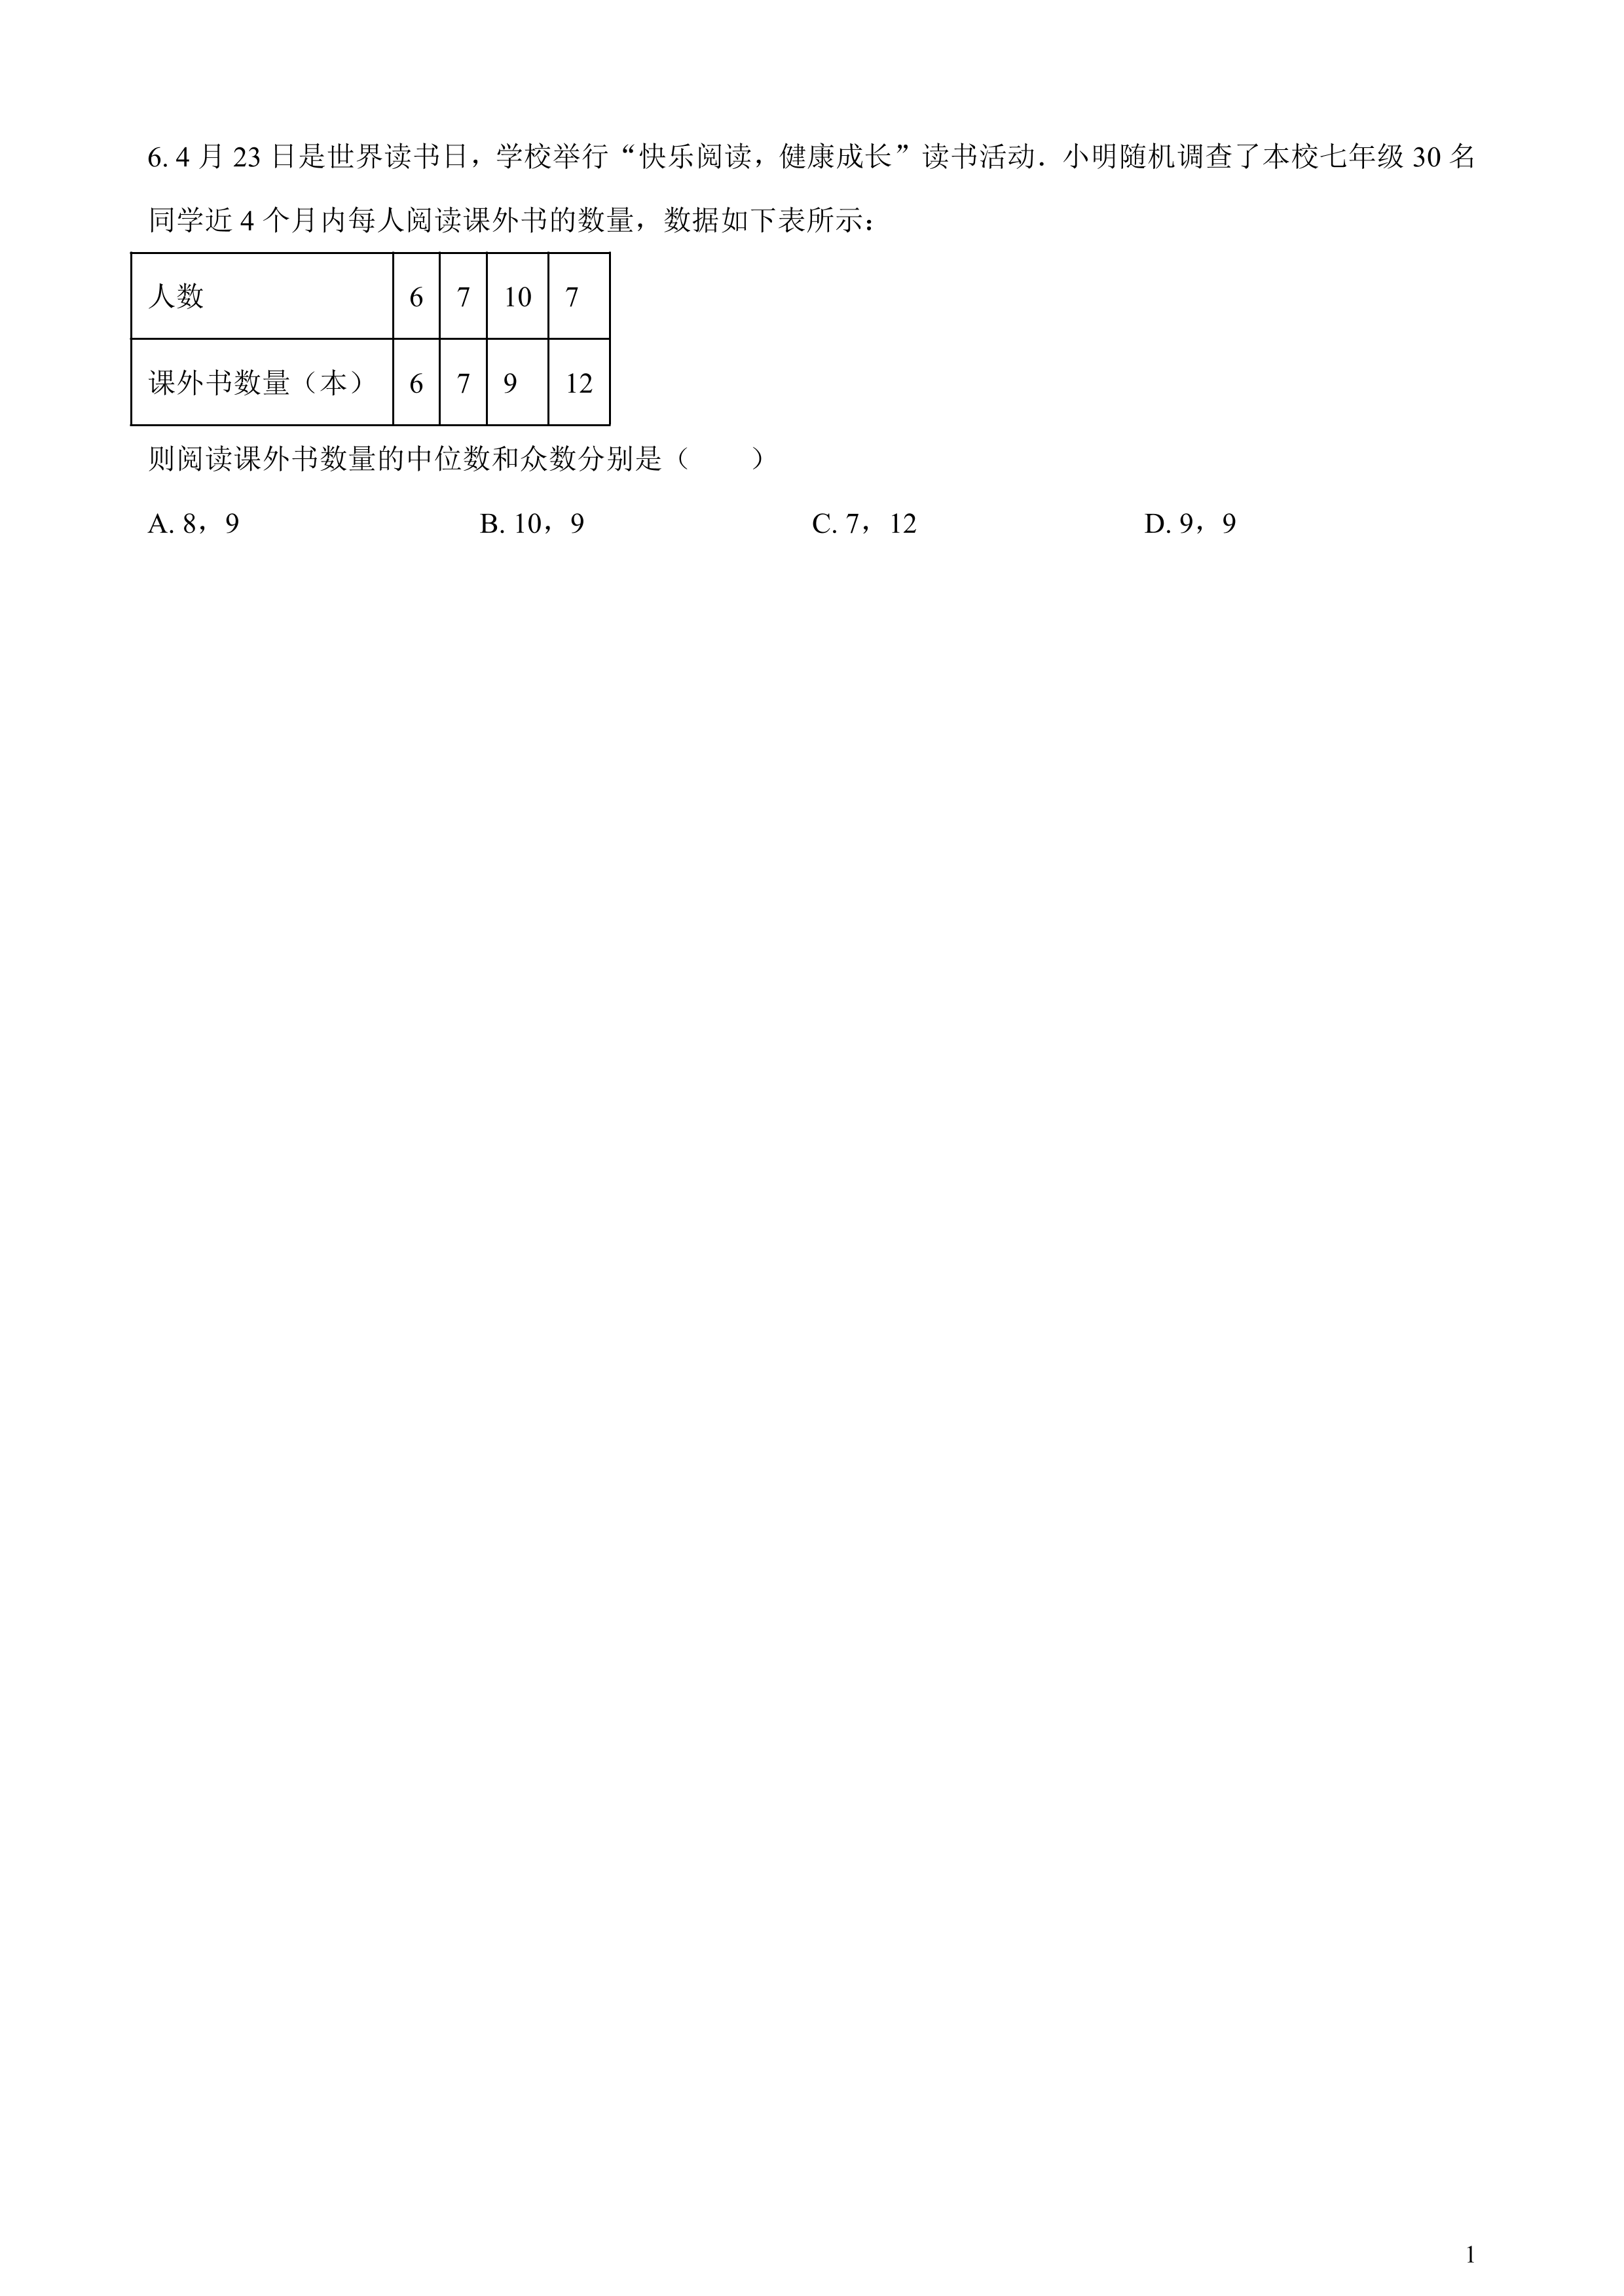 6. 4 月 23 日是世界读书日，学校举行“快乐阅读，健康成长”读书活动．小明随机调查了本校七年级 30 名
同学近 4 个月内每人阅读课外书的数量，数据如下表所示：
人数 6 7 10 7
课外书数量（本） 6 7 9 12
则阅读课外书数量的中位数和众数分别是（　　）
A. 8，9 B. 10，9 C. 7，12 D. 9，9
1